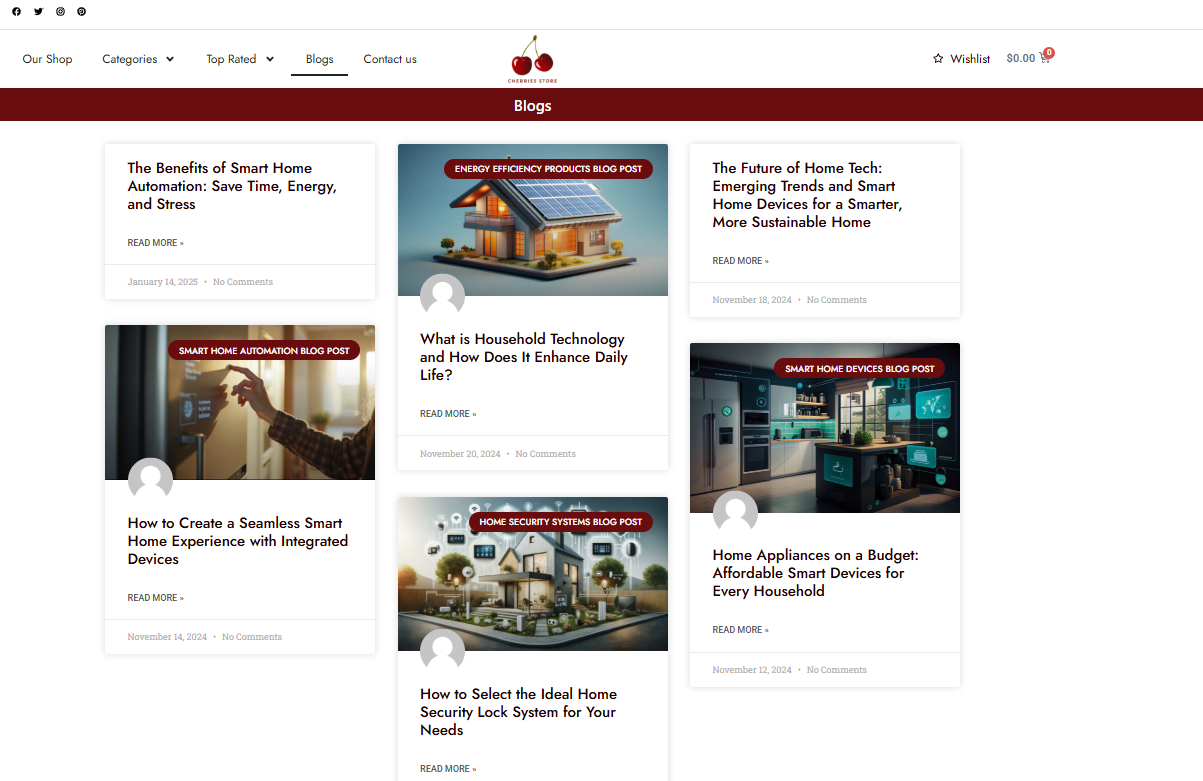 Our Shop
Categories
Top Rated
Blogs
Contact us
CHERRIES STORE
Wishlist
$0.00
0
Blogs
The Benefits of Smart Home
Automation: Save Time, Energy,
and Stress
READ MORE »
January 14, 2025 • No Comments
ENERGY EFFICIENCY PRODUCTS BLOG POST
What is Household Technology
and How Does It Enhance Daily
Life?
READ MORE »
November 20, 2024 • No Comments
The Future of Home Tech:
Emerging Trends and Smart
Home Devices for a Smarter,
More Sustainable Home
READ MORE »
November 18, 2024 • No Comments
SMART HOME AUTOMATION BLOG POST
How to Create a Seamless Smart
Home Experience with Integrated
Devices
READ MORE »
November 14, 2024 • No Comments
HOME SECURITY SYSTEMS BLOG POST
How to Select the Ideal Home
Security Lock System for Your
Needs
READ MORE »
SMART HOME DEVICES BLOG POST
Home Appliances on a Budget:
Affordable Smart Devices for
Every Household
READ MORE »
November 12, 2024 • No Comments